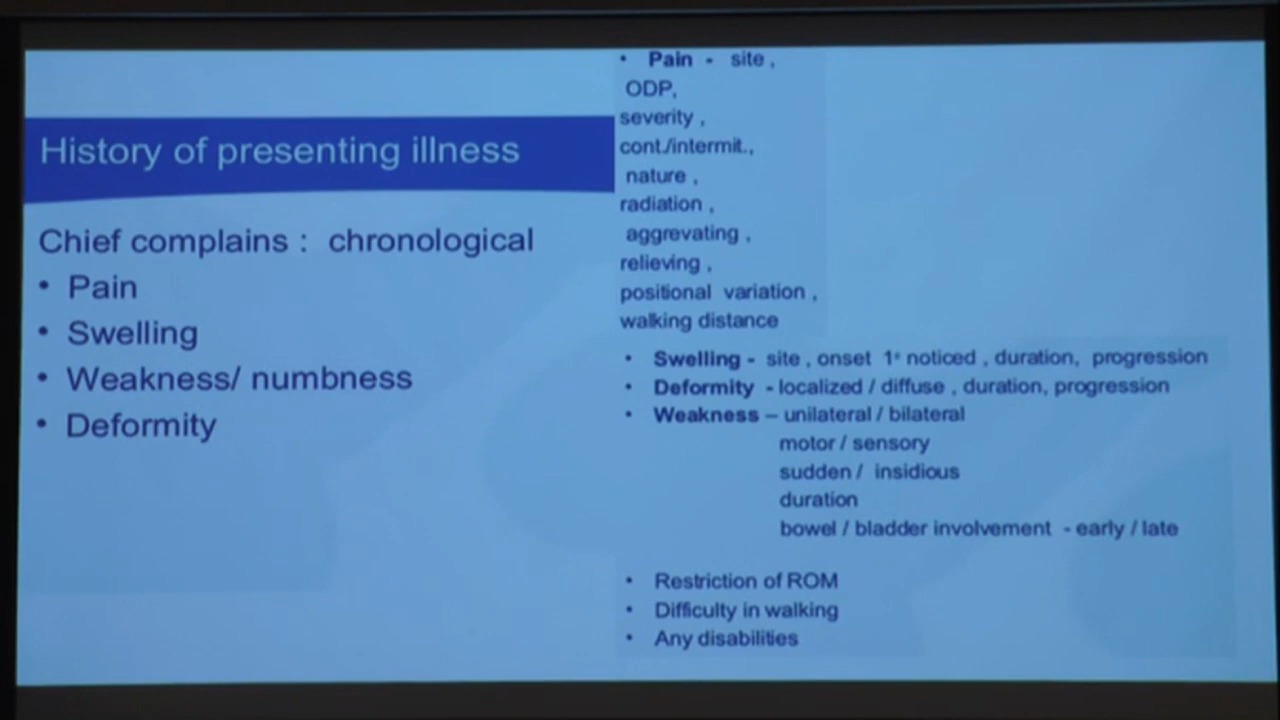 History of presenting illness
Chief complains : chronological
• Pain
• Swelling
• Weakness/ numbness
• Deformity
• Pain - site ,
ODP,
severity ,
cont./intermit.,
nature ,
radiation ,
aggrevating ,
relieving ,
positional variation ,
walking distance
• Swelling - site , onset 1ˢ noticed , duration, progression
• Deformity - localized / diffuse , duration, progression
• Weakness – unilateral / bilateral
motor / sensory
sudden / insidious
duration
bowel / bladder involvement - early / late
• Restriction of ROM
• Difficulty in walking
• Any disabilities